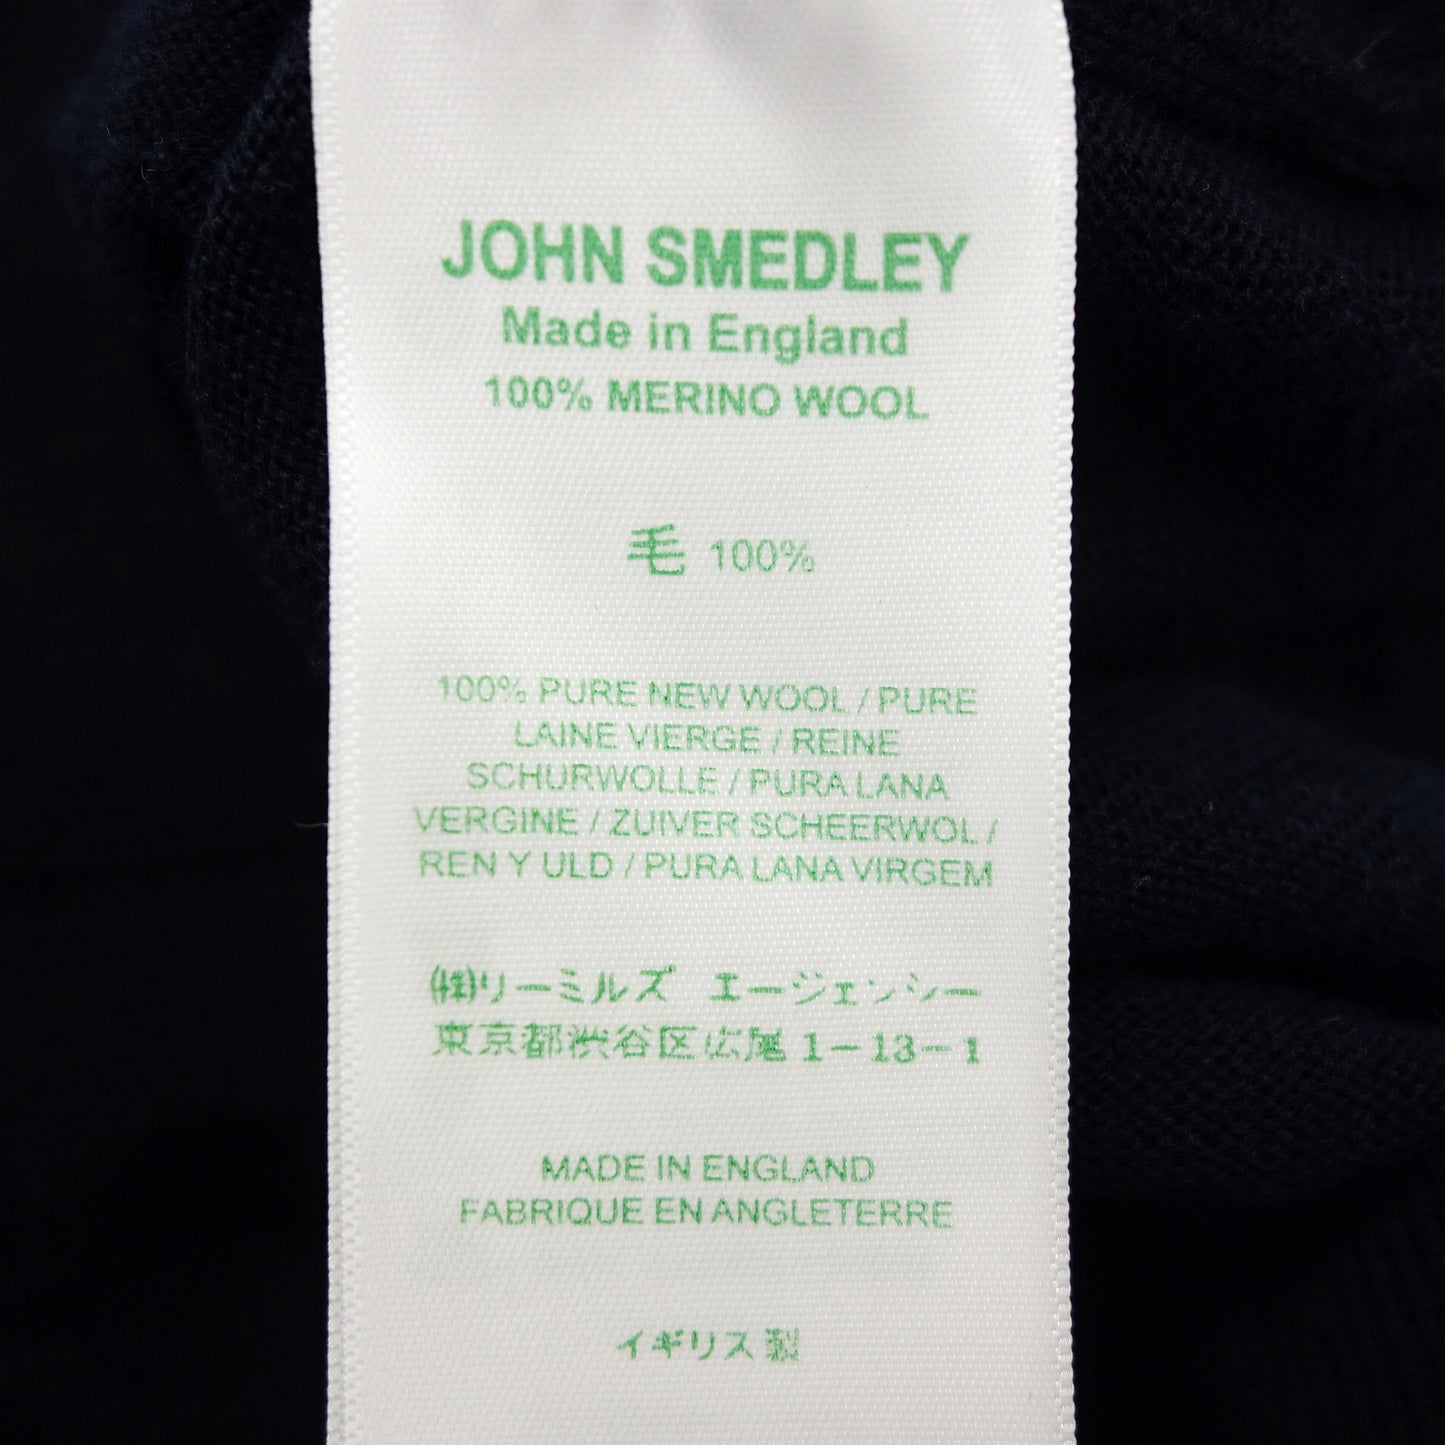 JOHN SMEDLEY
Made in England
100% MERINO WOOL
毛 100%
100% PURE NEW WOOL / PURE
LAINE VIERGE / REINE
SCHURWOLLE / PURA LANA
VERGINE / ZUIVER SCHEERWOL /
REN Y ULD / PURA LANA VIRGEM
(株)リーミルズ エージェンシー
東京都渋谷区広尾 1-13-1
MADE IN ENGLAND
FABRIQUE EN ANGLETERRE
イギリス製